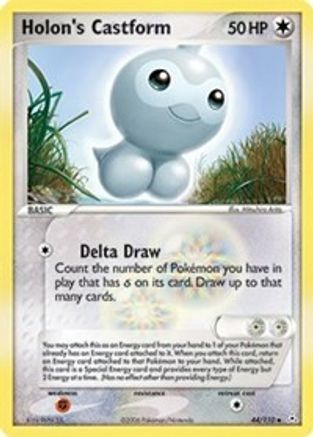 Holon's Castform 50 HP
BASIC
Illus. Mitsuhiro Arita
Delta Draw
Count the number of Pokémon you have in
play that has δ on its card. Draw up to that
many cards.
You may attach this as an Energy card from your hand to 1 of your Pokémon that
already has an Energy card attached to it. When you attach this card, return
an Energy card attached to that Pokémon to your hand. While attached,
this card is a Special Energy card and provides every type of Energy but
2 Energy at a time. (Has no effect other than providing Energy.)
weakness resistance retreat cost
©2006 Pokémon/Nintendo 44/110